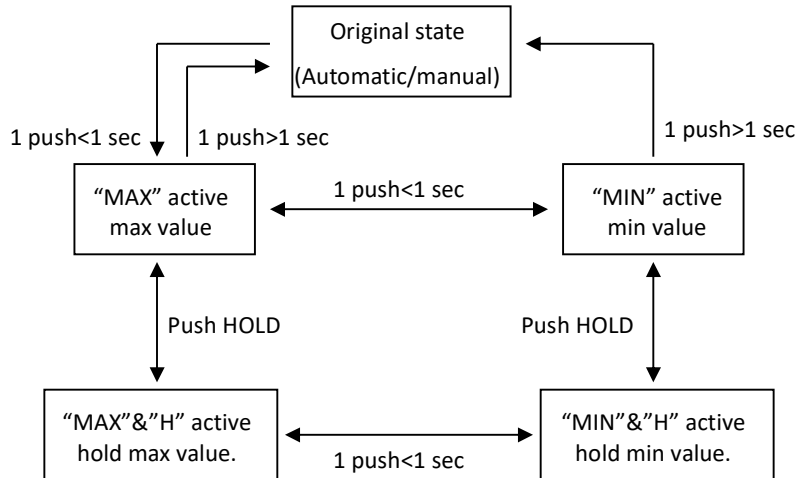 Original state
(Automatic/manual)
1 push<1 sec
1 push>1 sec
1 push>1 sec
“MAX” active
max value
1 push<1 sec
“MIN” active
min value
Push HOLD
Push HOLD
“MAX”&”H” active
hold max value.
1 push<1 sec
“MIN”&”H” active
hold min value.